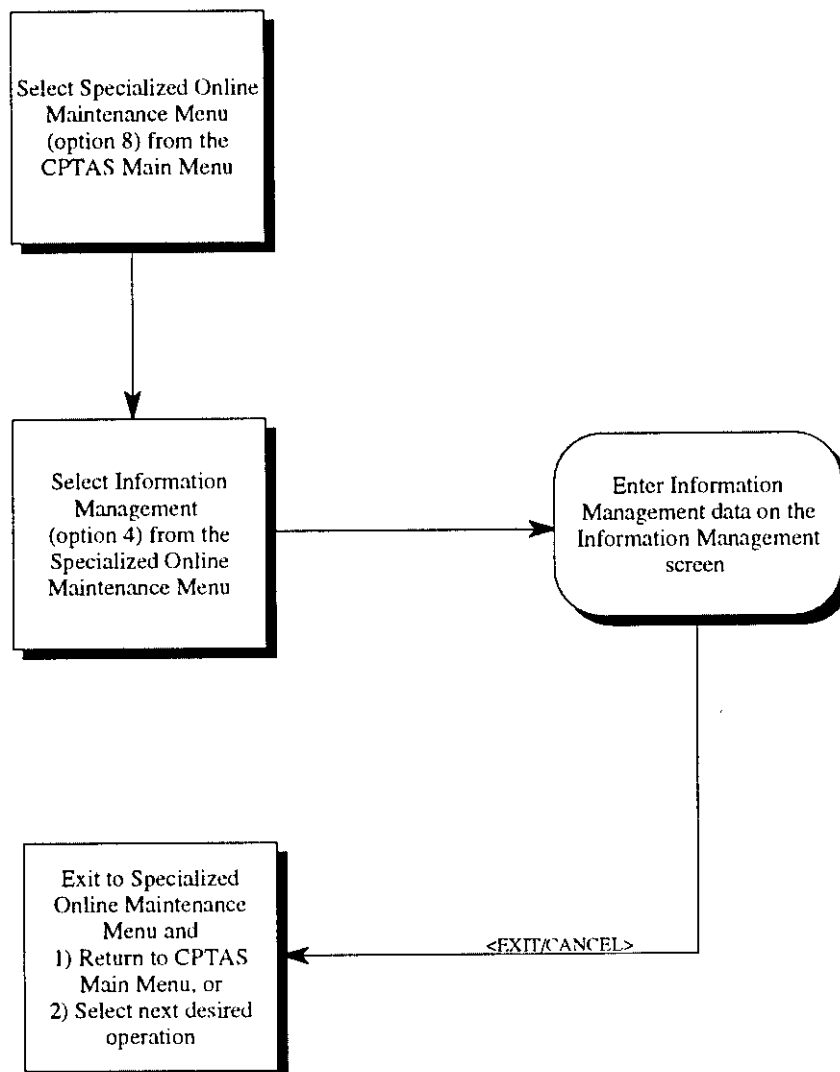 Select Specialized Online
Maintenance Menu
(option 8) from the
CPTAS Main Menu
Select Information
Management
(option 4) from the
Specialized Online
Maintenance Menu
Enter Information
Management data on the
Information Management
screen
Exit to Specialized
Online Maintenance
Menu and
1) Return to CPTAS
Main Menu, or
2) Select next desired
operation
<EXIT/CANCEL>